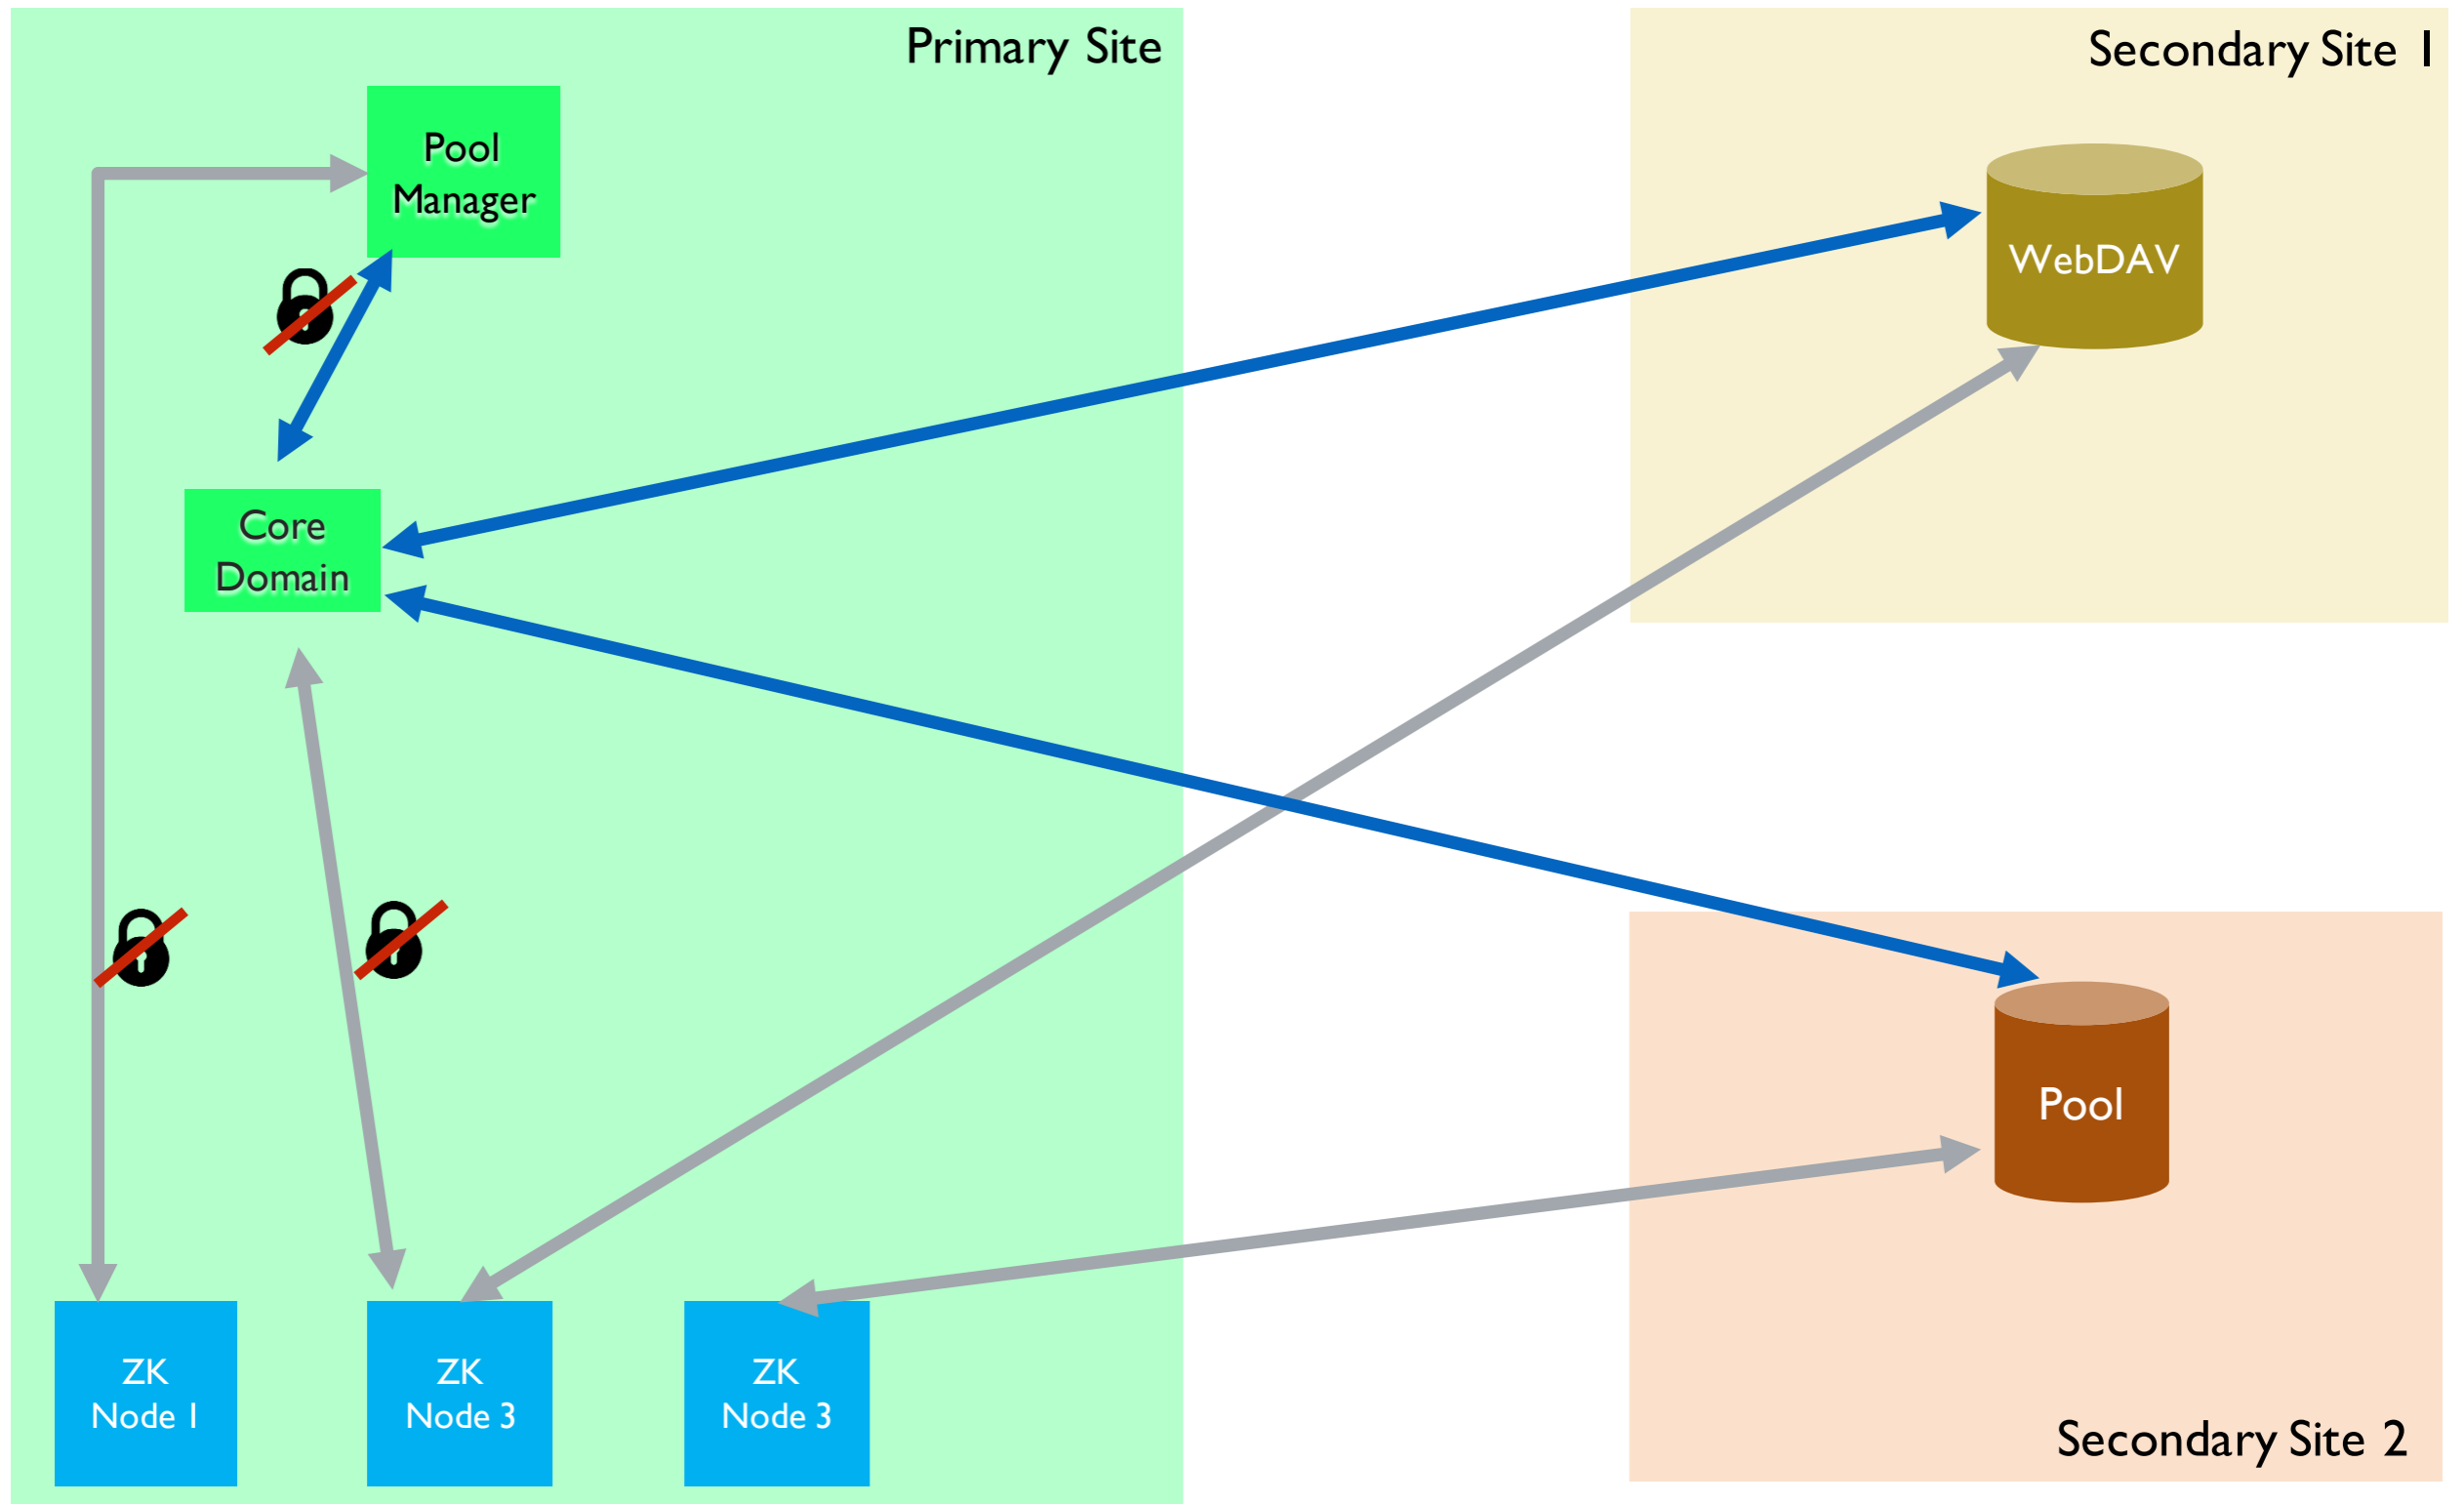 Primary Site
Secondary Site 1
Pool
Manager
WebDAV
Core
Domain
Pool
ZK
Node 1
ZK
Node 3
ZK
Node 3
Secondary Site 2